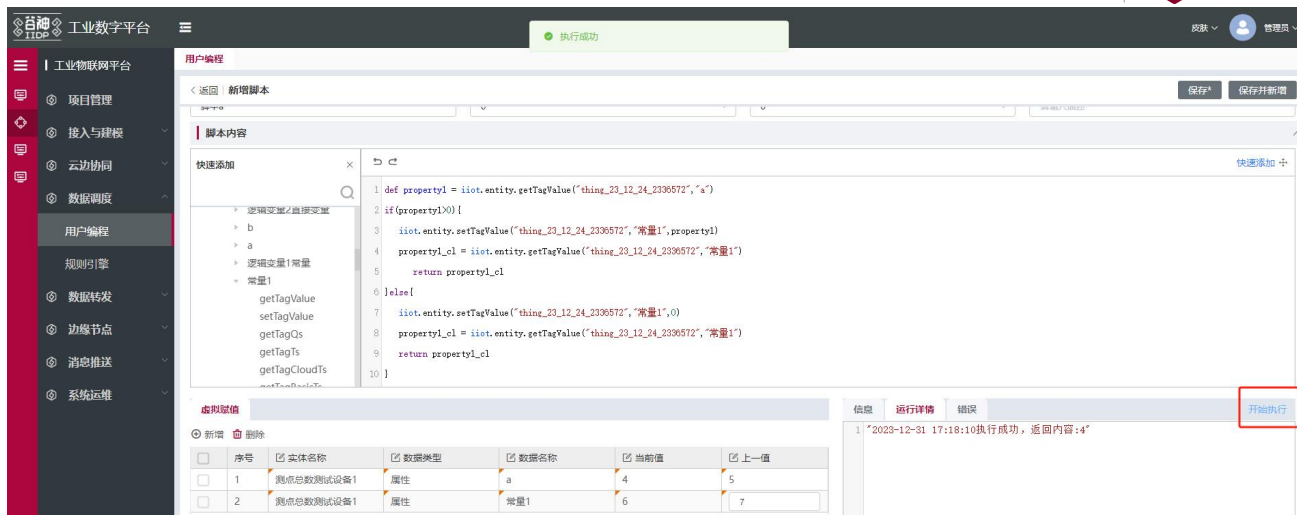 谷神 IIDP 工业数字平台
执行成功
皮肤
管理员
工业物联网平台
项目管理
接入与建模
云边协同
数据调度
用户编程
规则引擎
数据转发
边缘节点
消息推送
系统运维
用户编程
返回 新增脚本
保存* 保存并新增
脚本内容
快速添加 ×
逻辑变量2直接变量
b
a
逻辑变量1常量
常量1
getTagValue
setTagValue
getTagQs
getTagTs
getTagCloudTs
getTagBasicTs
快速添加
1 def property1 = iiot.entity.getTagValue("thing_23_12_24_2336572","a")
2 if(property1>0){
3 iiot.entity.setTagValue("thing_23_12_24_2336572","常量1",property1)
4 property1_cl = iiot.entity.getTagValue("thing_23_12_24_2336572","常量1")
5 return property1_cl
6 }else{
7 iiot.entity.setTagValue("thing_23_12_24_2336572","常量1",0)
8 property1_cl = iiot.entity.getTagValue("thing_23_12_24_2336572","常量1")
9 return property1_cl
10 }
虚拟赋值
新增 删除
序号 实体名称 数据类型 数据名称 当前值 上一值
1 测点总数测试设备1 属性 a 4 5
2 测点总数测试设备1 属性 常量1 6 7
信息 运行详情 错误 开始执行
1 "2023-12-31 17:18:10执行成功，返回内容:4"